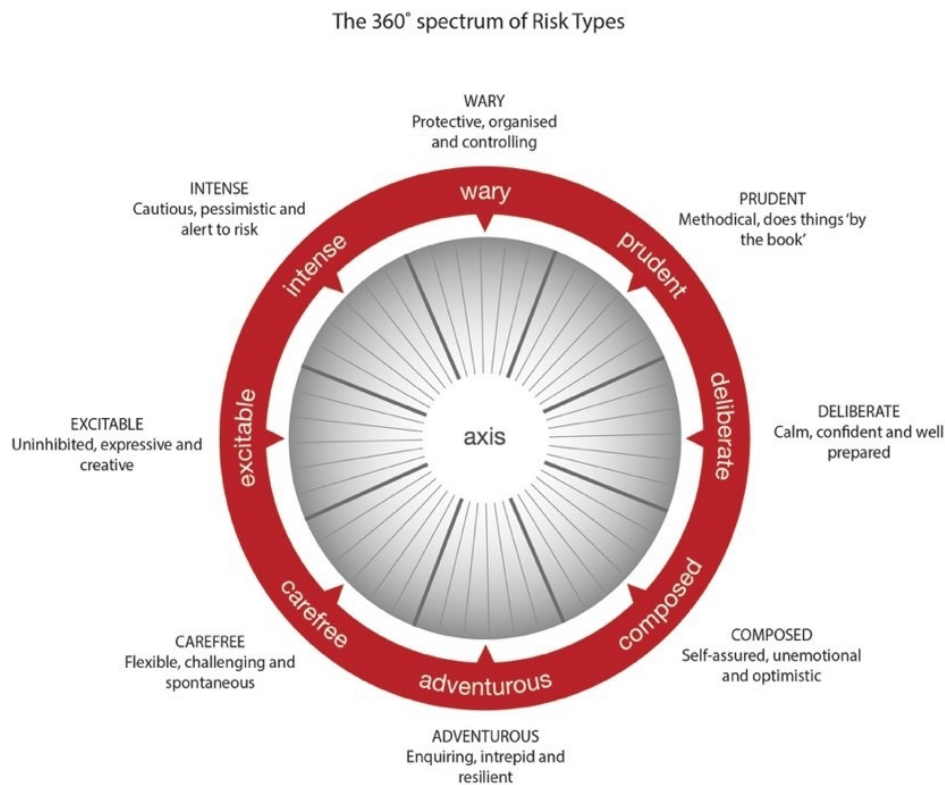 The 360° spectrum of Risk Types
WARY
Protective, organised
and controlling
INTENSE
Cautious, pessimistic and
alert to risk
PRUDENT
Methodical, does things ‘by
the book’
wary
intense
prudent
EXCITABLE
Uninhibited, expressive and
creative
excitable
axis
deliberate
DELIBERATE
Calm, confident and well
prepared
carefree
composed
adventurous
CAREFREE
Flexible, challenging and
spontaneous
COMPOSED
Self-assured, unemotional
and optimistic
ADVENTUROUS
Enquiring, intrepid and
resilient